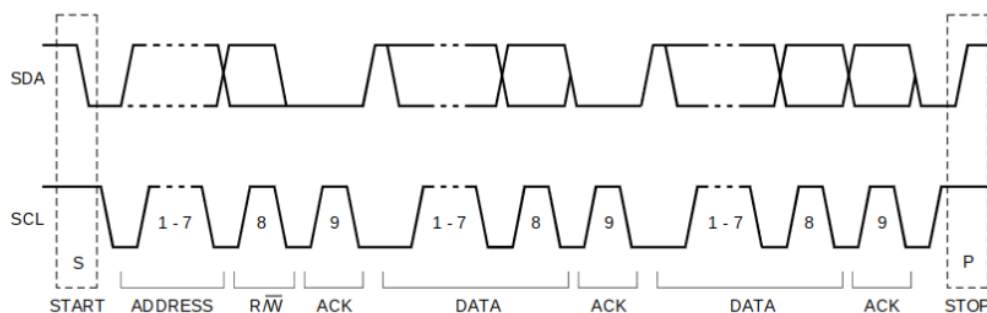 SDA
SCL
1 - 7 8 9 1 - 7 8 9 1 - 7 8 9
S P
START ADDRESS R/W̅ ACK DATA ACK DATA ACK STOP